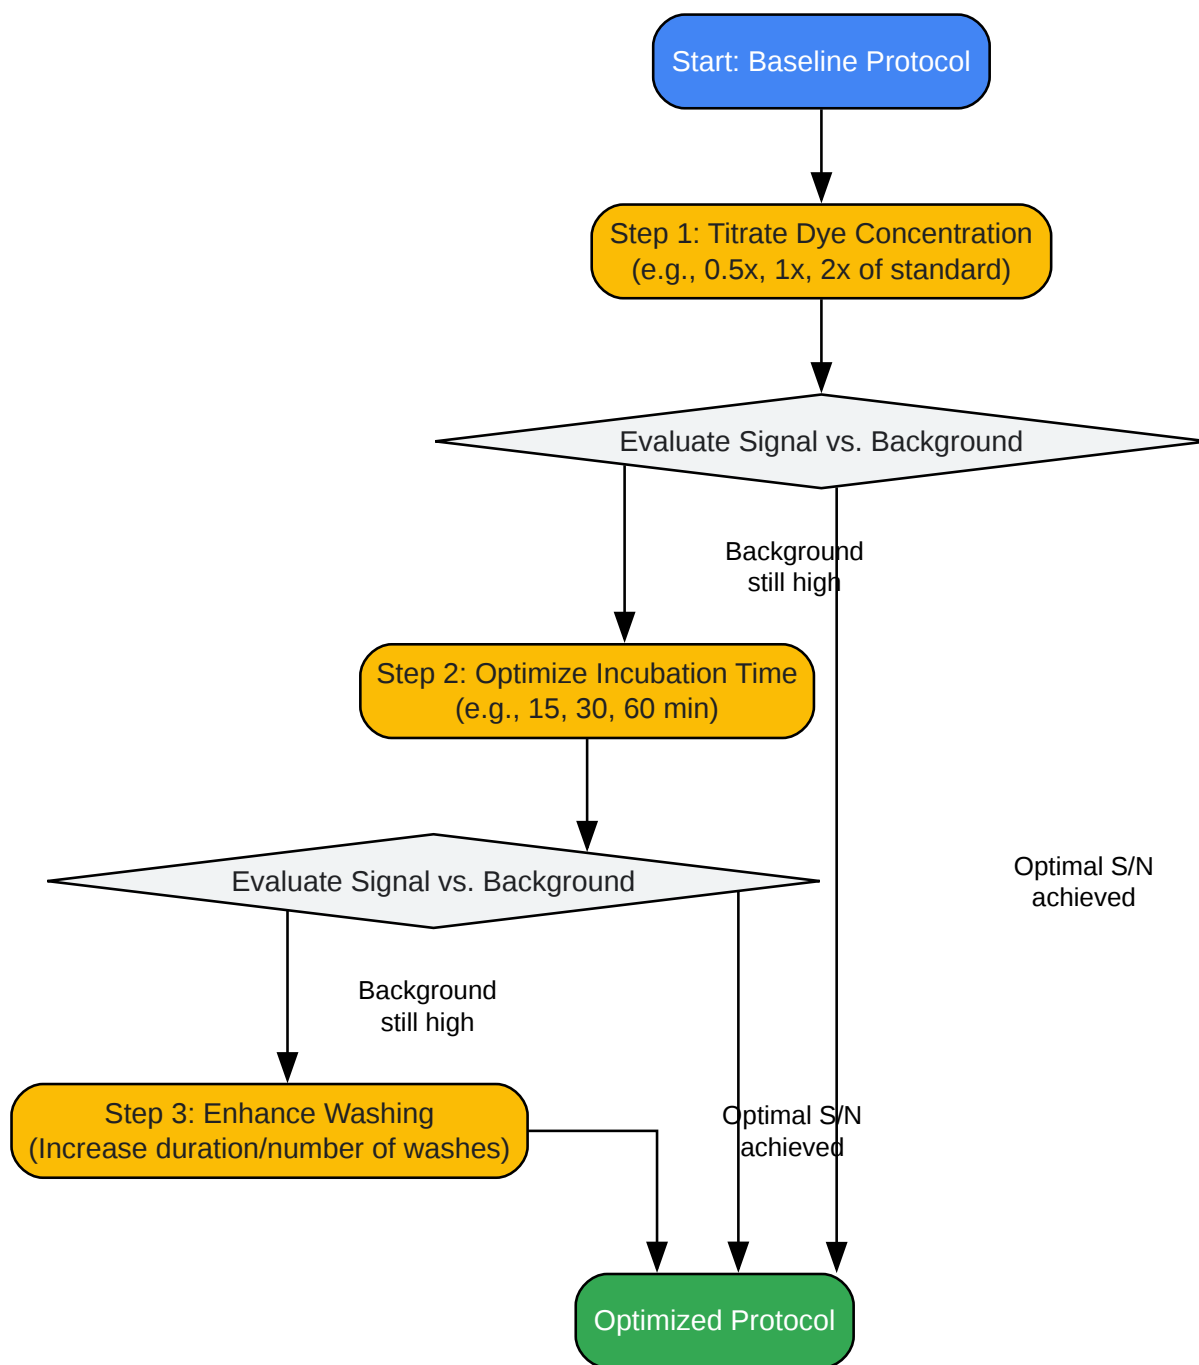 Start: Baseline Protocol
Step 1: Titrate Dye Concentration
(e.g., 0.5x, 1x, 2x of standard)
Evaluate Signal vs. Background
Background
still high
Step 2: Optimize Incubation Time
(e.g., 15, 30, 60 min)
Optimal S/N
achieved
Evaluate Signal vs. Background
Background
still high
Step 3: Enhance Washing
(Increase duration/number of washes)
Optimal S/N
achieved
Optimized Protocol